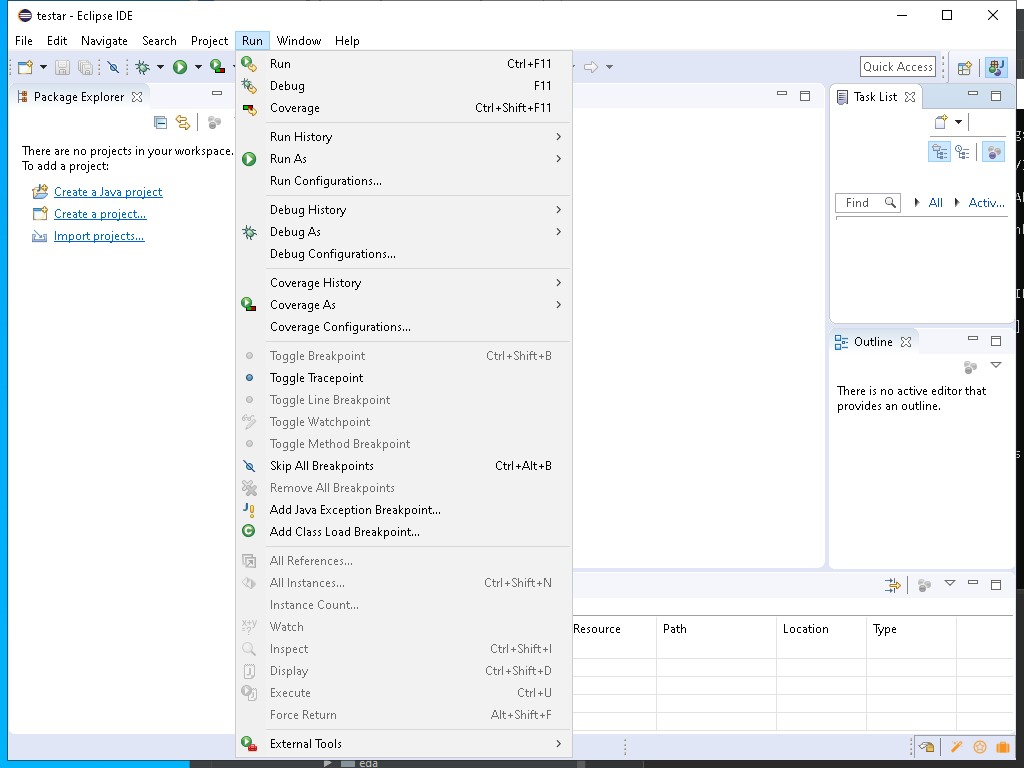 testar - Eclipse IDE
File Edit Navigate Search Project Run Window Help
Quick Access
Package Explorer
There are no projects in your workspace.
To add a project:
Create a Java project
Create a project...
Import projects...
Run Ctrl+F11
Debug F11
Coverage Ctrl+Shift+F11
Run History
Run As
Run Configurations...
Debug History
Debug As
Debug Configurations...
Coverage History
Coverage As
Coverage Configurations...
Toggle Breakpoint Ctrl+Shift+B
Toggle Tracepoint
Toggle Line Breakpoint
Toggle Watchpoint
Toggle Method Breakpoint
Skip All Breakpoints Ctrl+Alt+B
Remove All Breakpoints
Add Java Exception Breakpoint...
Add Class Load Breakpoint...
All References...
All Instances... Ctrl+Shift+N
Instance Count...
Watch
Inspect Ctrl+Shift+I
Display Ctrl+Shift+D
Execute Ctrl+U
Force Return Alt+Shift+F
External Tools
Task List
Find All Activ...
Outline
There is no active editor that
provides an outline.
Resource Path Location Type
eda